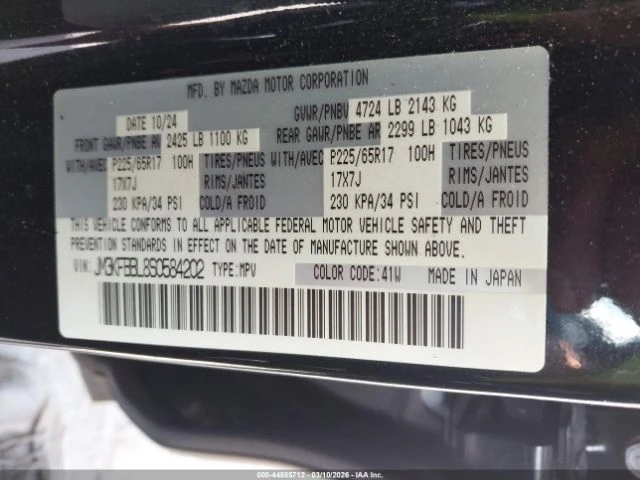 MFD. BY MAZDA MOTOR CORPORATION
DATE 10/24 GVWR/PNBV 4724 LB 2143 KG
FRONT GAWR/PNBE AV 2425 LB 1100 KG REAR GAWR/PNBE AR 2299 LB 1043 KG
WITH/AVEC P225/65R17 100H TIRES/PNEUS WITH/AVEC P225/65R17 100H TIRES/PNEUS
17X7J RIMS/JANTES 17X7J RIMS/JANTES
230 KPA/34 PSI COLD/A FROID 230 KPA/34 PSI COLD/A FROID
THIS VEHICLE CONFORMS TO ALL APPLICABLE FEDERAL MOTOR VEHICLE SAFETY AND THEFT
PREVENTION STANDARDS IN EFFECT ON THE DATE OF MANUFACTURE SHOWN ABOVE.
VIN: JM3KFBBL8S0584202 TYPE:MPV COLOR CODE:41W MADE IN JAPAN
000-44585712 - 03/10/2026 - IAA Inc.